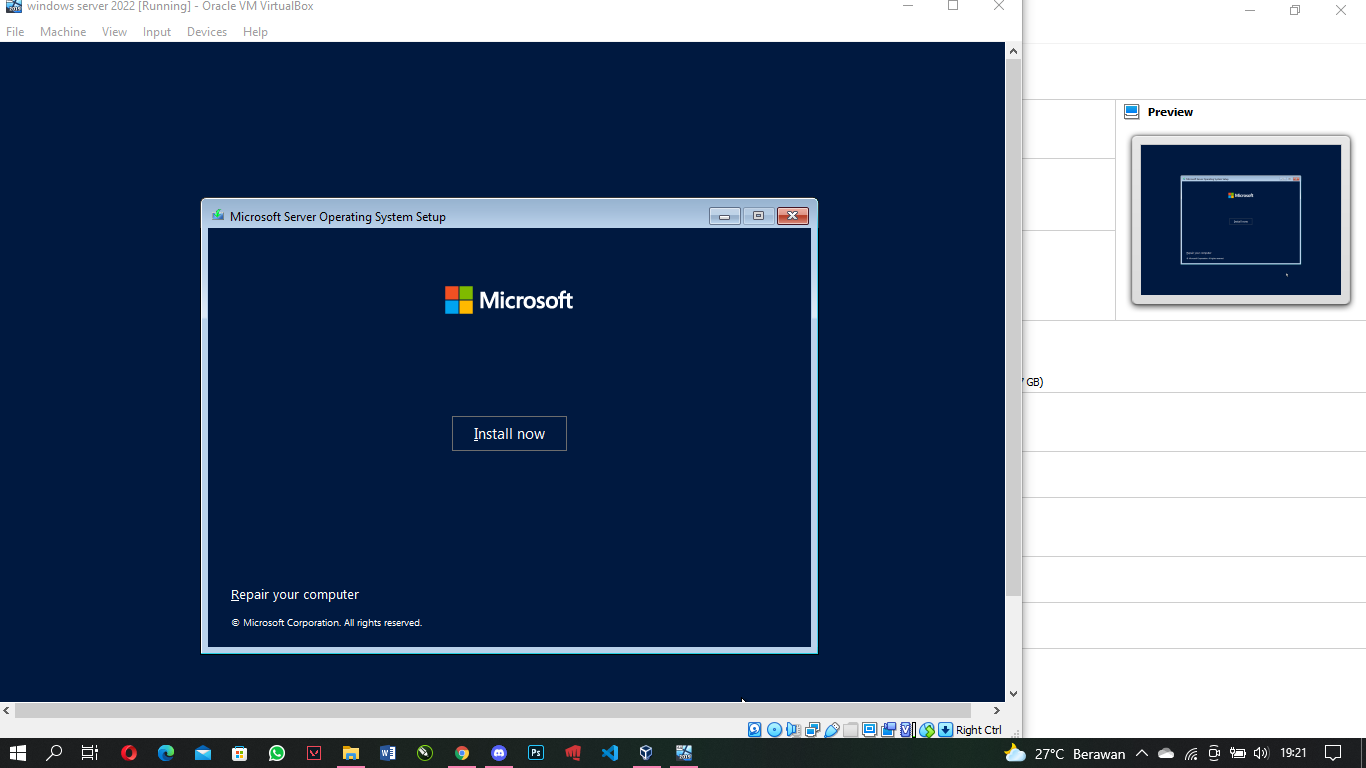 windows server 2022 [Running] - Oracle VM VirtualBox
File Machine View Input Devices Help
Preview
Microsoft Server Operating System Setup
Microsoft
Install now
GB)
Repair your computer
© Microsoft Corporation. All rights reserved.
Right Ctrl
27°C Berawan
19:21